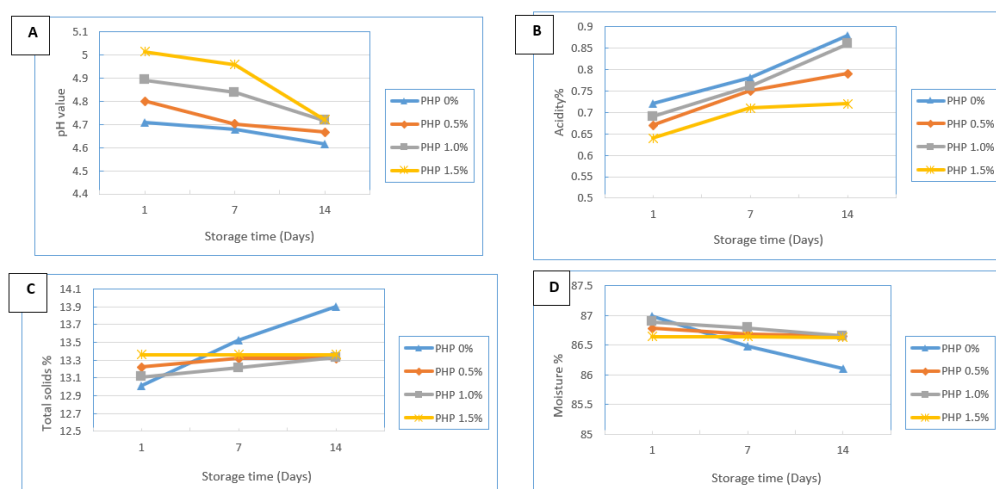 A
pH value
5.1
5
4.9
4.8
4.7
4.6
4.5
4.4
1 7 14
Storage time (Days)
PHP 0%
PHP 0.5%
PHP 1.0%
PHP 1.5%
B
Acidity%
0.9
0.85
0.8
0.75
0.7
0.65
0.6
0.55
0.5
1 7 14
Storage time (Days)
PHP 0%
PHP 0.5%
PHP 1.0%
PHP 1.5%
C
Total solids %
14.1
13.9
13.7
13.5
13.3
13.1
12.9
12.7
12.5
1 7 14
Storage time (Days)
PHP 0%
PHP 0.5%
PHP 1.0%
PHP 1.5%
D
Moisture %
87.5
87
86.5
86
85.5
85
1 7 14
Storage time (Days)
PHP 0%
PHP 0.5%
PHP 1.0%
PHP 1.5%